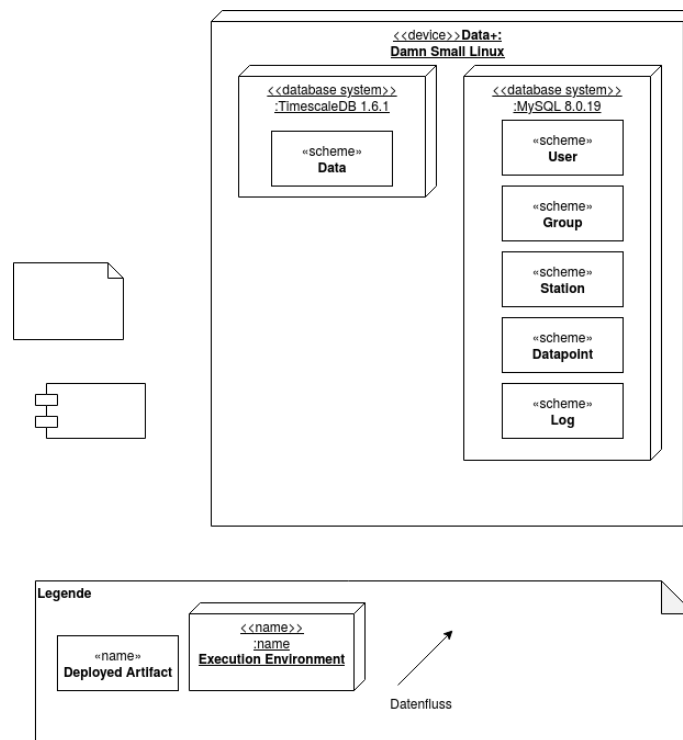 <<device>>Data+:
Damn Small Linux
<<database system>>
:TimescaleDB 1.6.1
«scheme»
Data
<<database system>>
:MySQL 8.0.19
«scheme»
User
«scheme»
Group
«scheme»
Station
«scheme»
Datapoint
«scheme»
Log
Legende
«name»
Deployed Artifact
<<name>>
:name
Execution Environment
Datenfluss